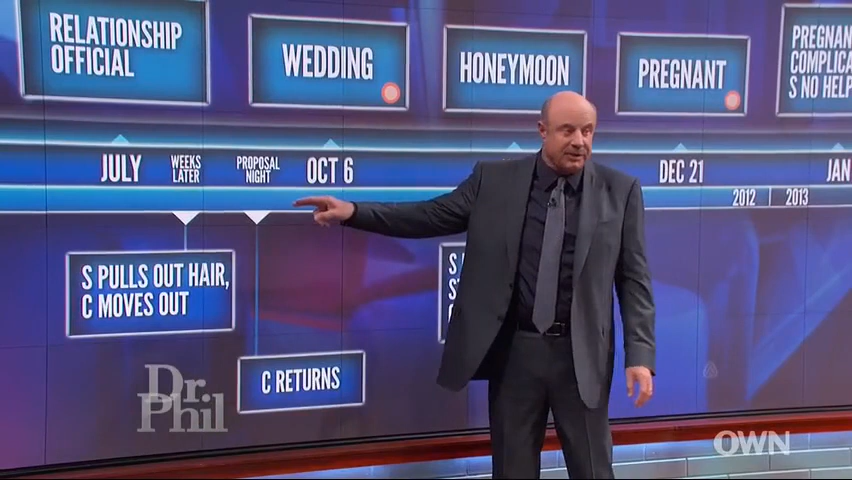 RELATIONSHIP
OFFICIAL
WEDDING
HONEYMOON
PREGNANT
PREGNAN
COMPLICA
S NO HELP
JULY
WEEKS
LATER
PROPOSAL
NIGHT
OCT 6
DEC 21
JAN
2012
2013
S PULLS OUT HAIR,
C MOVES OUT
C RETURNS
Dr.
Phil
OWN